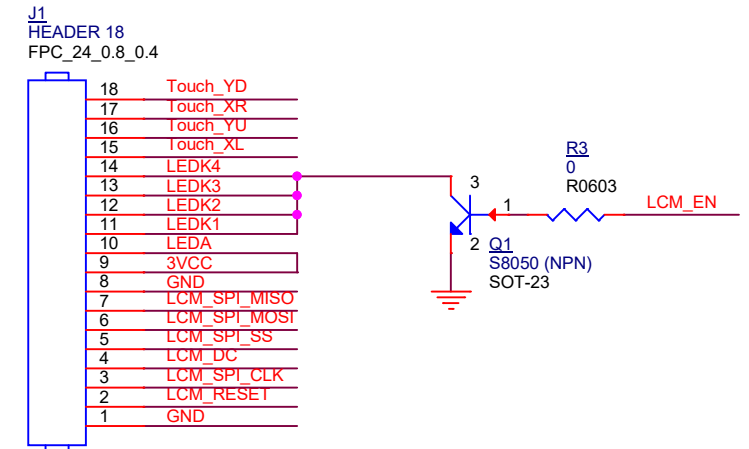 J1
HEADER 18
FPC_24_0.8_0.4
18 Touch_YD
17 Touch_XR
16 Touch_YU
15 Touch_XL
14 LEDK4
13 LEDK3
12 LEDK2
11 LEDK1
10 LEDA
9 3VCC
8 GND
7 LCM_SPI_MISO
6 LCM_SPI_MOSI
5 LCM_SPI_SS
4 LCM_DC
3 LCM_SPI_CLK
2 LCM_RESET
1 GND
3
1
2
Q1
S8050 (NPN)
SOT-23
R3
0
R0603
LCM_EN